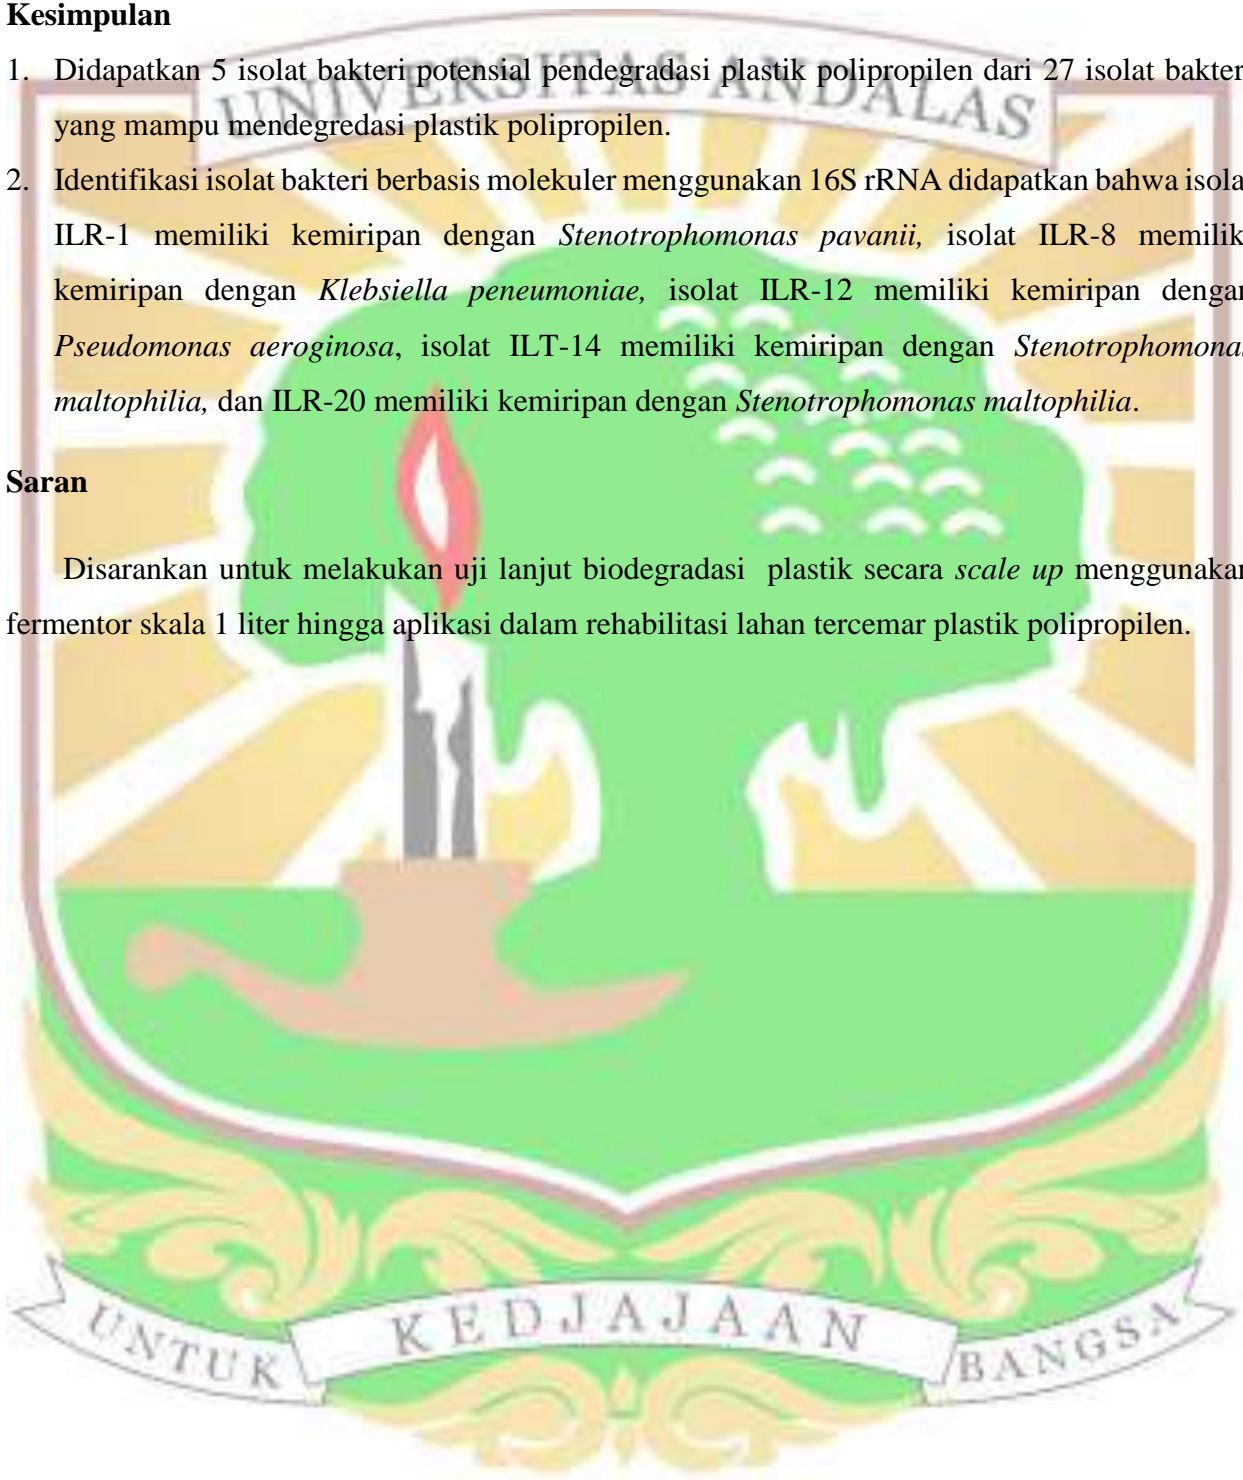 Kesimpulan
UNIVERSITAS ANDALAS
1. Didapatkan 5 isolat bakteri potensial pendegradasi plastik polipropilen dari 27 isolat bakteri
yang mampu mendegredasi plastik polipropilen.
2. Identifikasi isolat bakteri berbasis molekuler menggunakan 16S rRNA didapatkan bahwa isola
ILR-1 memiliki kemiripan dengan Stenotrophomonas pavanii, isolat ILR-8 memiliki
kemiripan dengan Klebsiella peneumoniae, isolat ILR-12 memiliki kemiripan dengan
Pseudomonas aeroginosa, isolat ILT-14 memiliki kemiripan dengan Stenotrophomonas
maltophilia, dan ILR-20 memiliki kemiripan dengan Stenotrophomonas maltophilia.
Saran
Disarankan untuk melakukan uji lanjut biodegradasi plastik secara scale up menggunakan
fermentor skala 1 liter hingga aplikasi dalam rehabilitasi lahan tercemar plastik polipropilen.
UNTUK KEDJAJAAN BANGSA